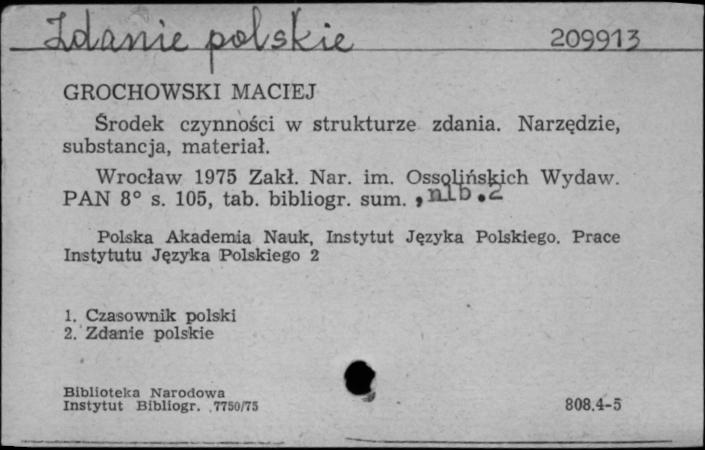 Zdanie polskie 209913
GROCHOWSKI MACIEJ
Środek czynności w strukturze zdania. Narzędzie,
substancja, materiał.
Wrocław 1975 Zakł. Nar. im. Ossolińskich Wydaw.
PAN 8° s. 105, tab. bibliogr. sum. , nlb.2
Polska Akademia Nauk, Instytut Języka Polskiego. Prace
Instytutu Języka Polskiego 2
1. Czasownik polski
2. Zdanie polskie
Biblioteka Narodowa
Instytut Bibliogr. 7750/75 808.4-5